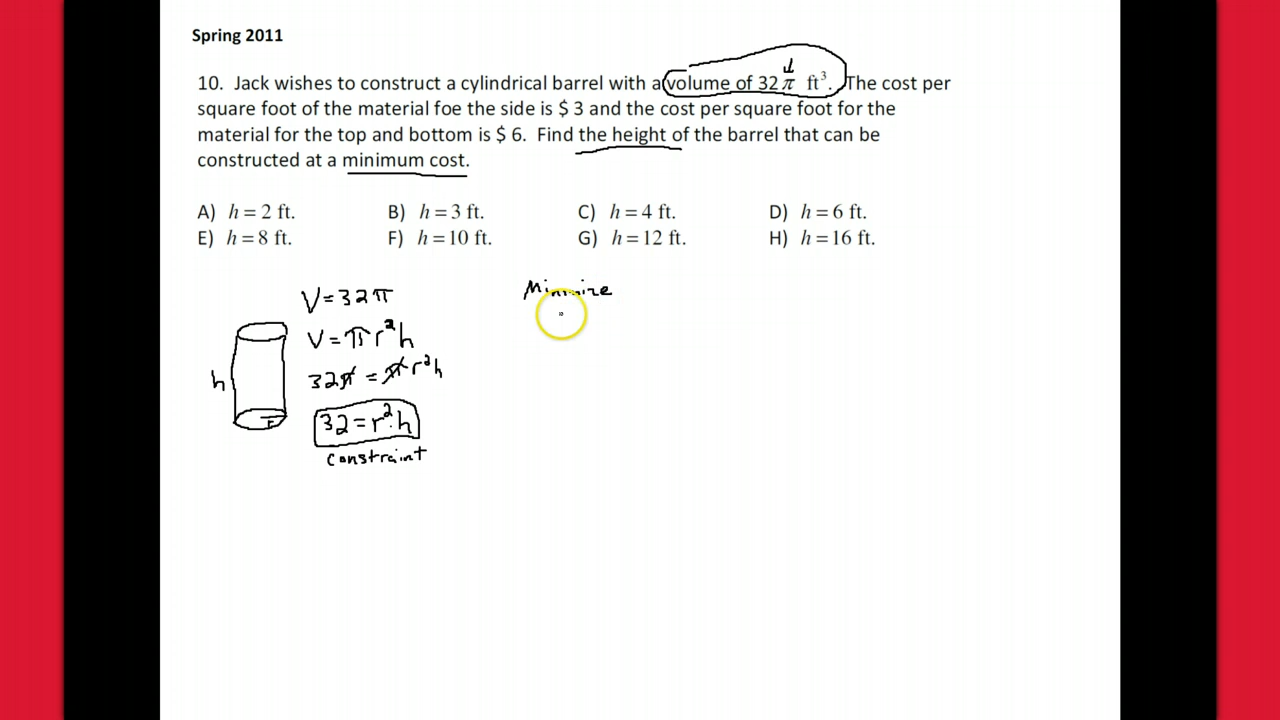 Spring 2011
10. Jack wishes to construct a cylindrical barrel with a volume of 32π ft³. The cost per
square foot of the material foe the side is $ 3 and the cost per square foot for the
material for the top and bottom is $ 6. Find the height of the barrel that can be
constructed at a minimum cost.
A) h = 2 ft. B) h = 3 ft. C) h = 4 ft. D) h = 6 ft.
E) h = 8 ft. F) h = 10 ft. G) h = 12 ft. H) h = 16 ft.
V = 32π
V = πr²h
32π = πr²h
32 = r²·h
constraint
h
r
Minimize